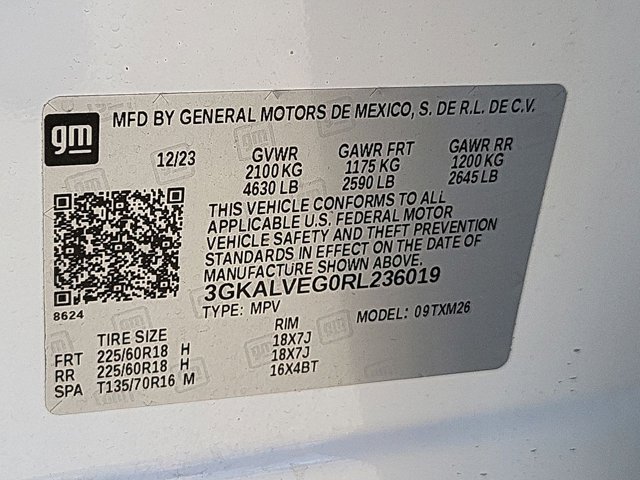 gm
MFD BY GENERAL MOTORS DE MEXICO, S. DE R.L. DE C.V.
12/23 GVWR GAWR FRT GAWR RR
2100 KG 1175 KG 1200 KG
4630 LB 2590 LB 2645 LB
THIS VEHICLE CONFORMS TO ALL
APPLICABLE U.S. FEDERAL MOTOR
VEHICLE SAFETY AND THEFT PREVENTION
STANDARDS IN EFFECT ON THE DATE OF
MANUFACTURE SHOWN ABOVE.
3GKALVEG0RL236019
8624 TYPE: MPV MODEL: 09TXM26
TIRE SIZE RIM
FRT 225/60R18 H 18X7J
RR 225/60R18 H 18X7J
SPA T135/70R16 M 16X4BT